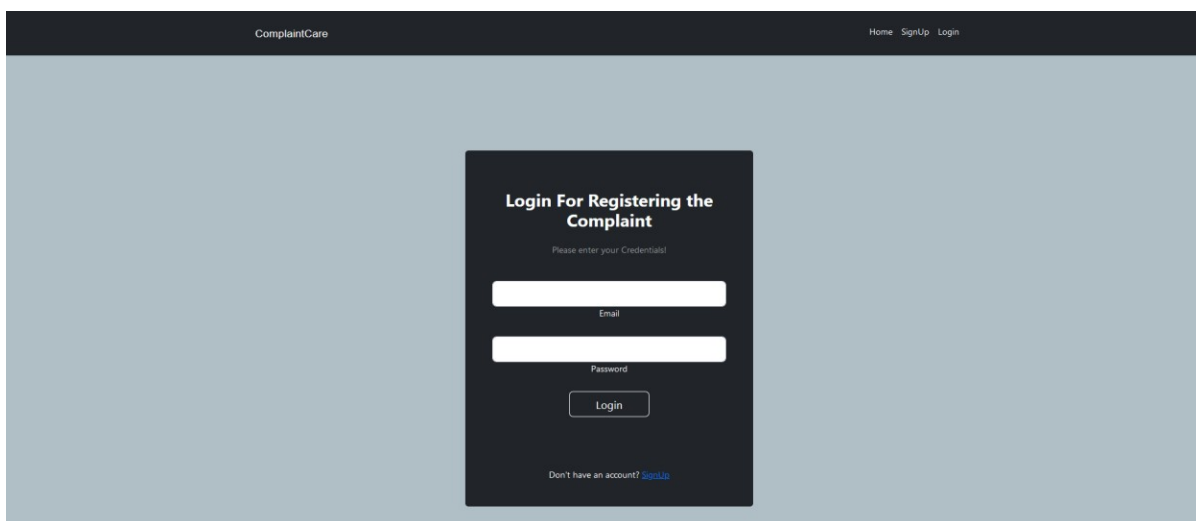 ComplaintCare
Home SignUp Login
Login For Registering the
Complaint
Please enter your Credentials!
Email
Password
Login
Don't have an account? SignUp